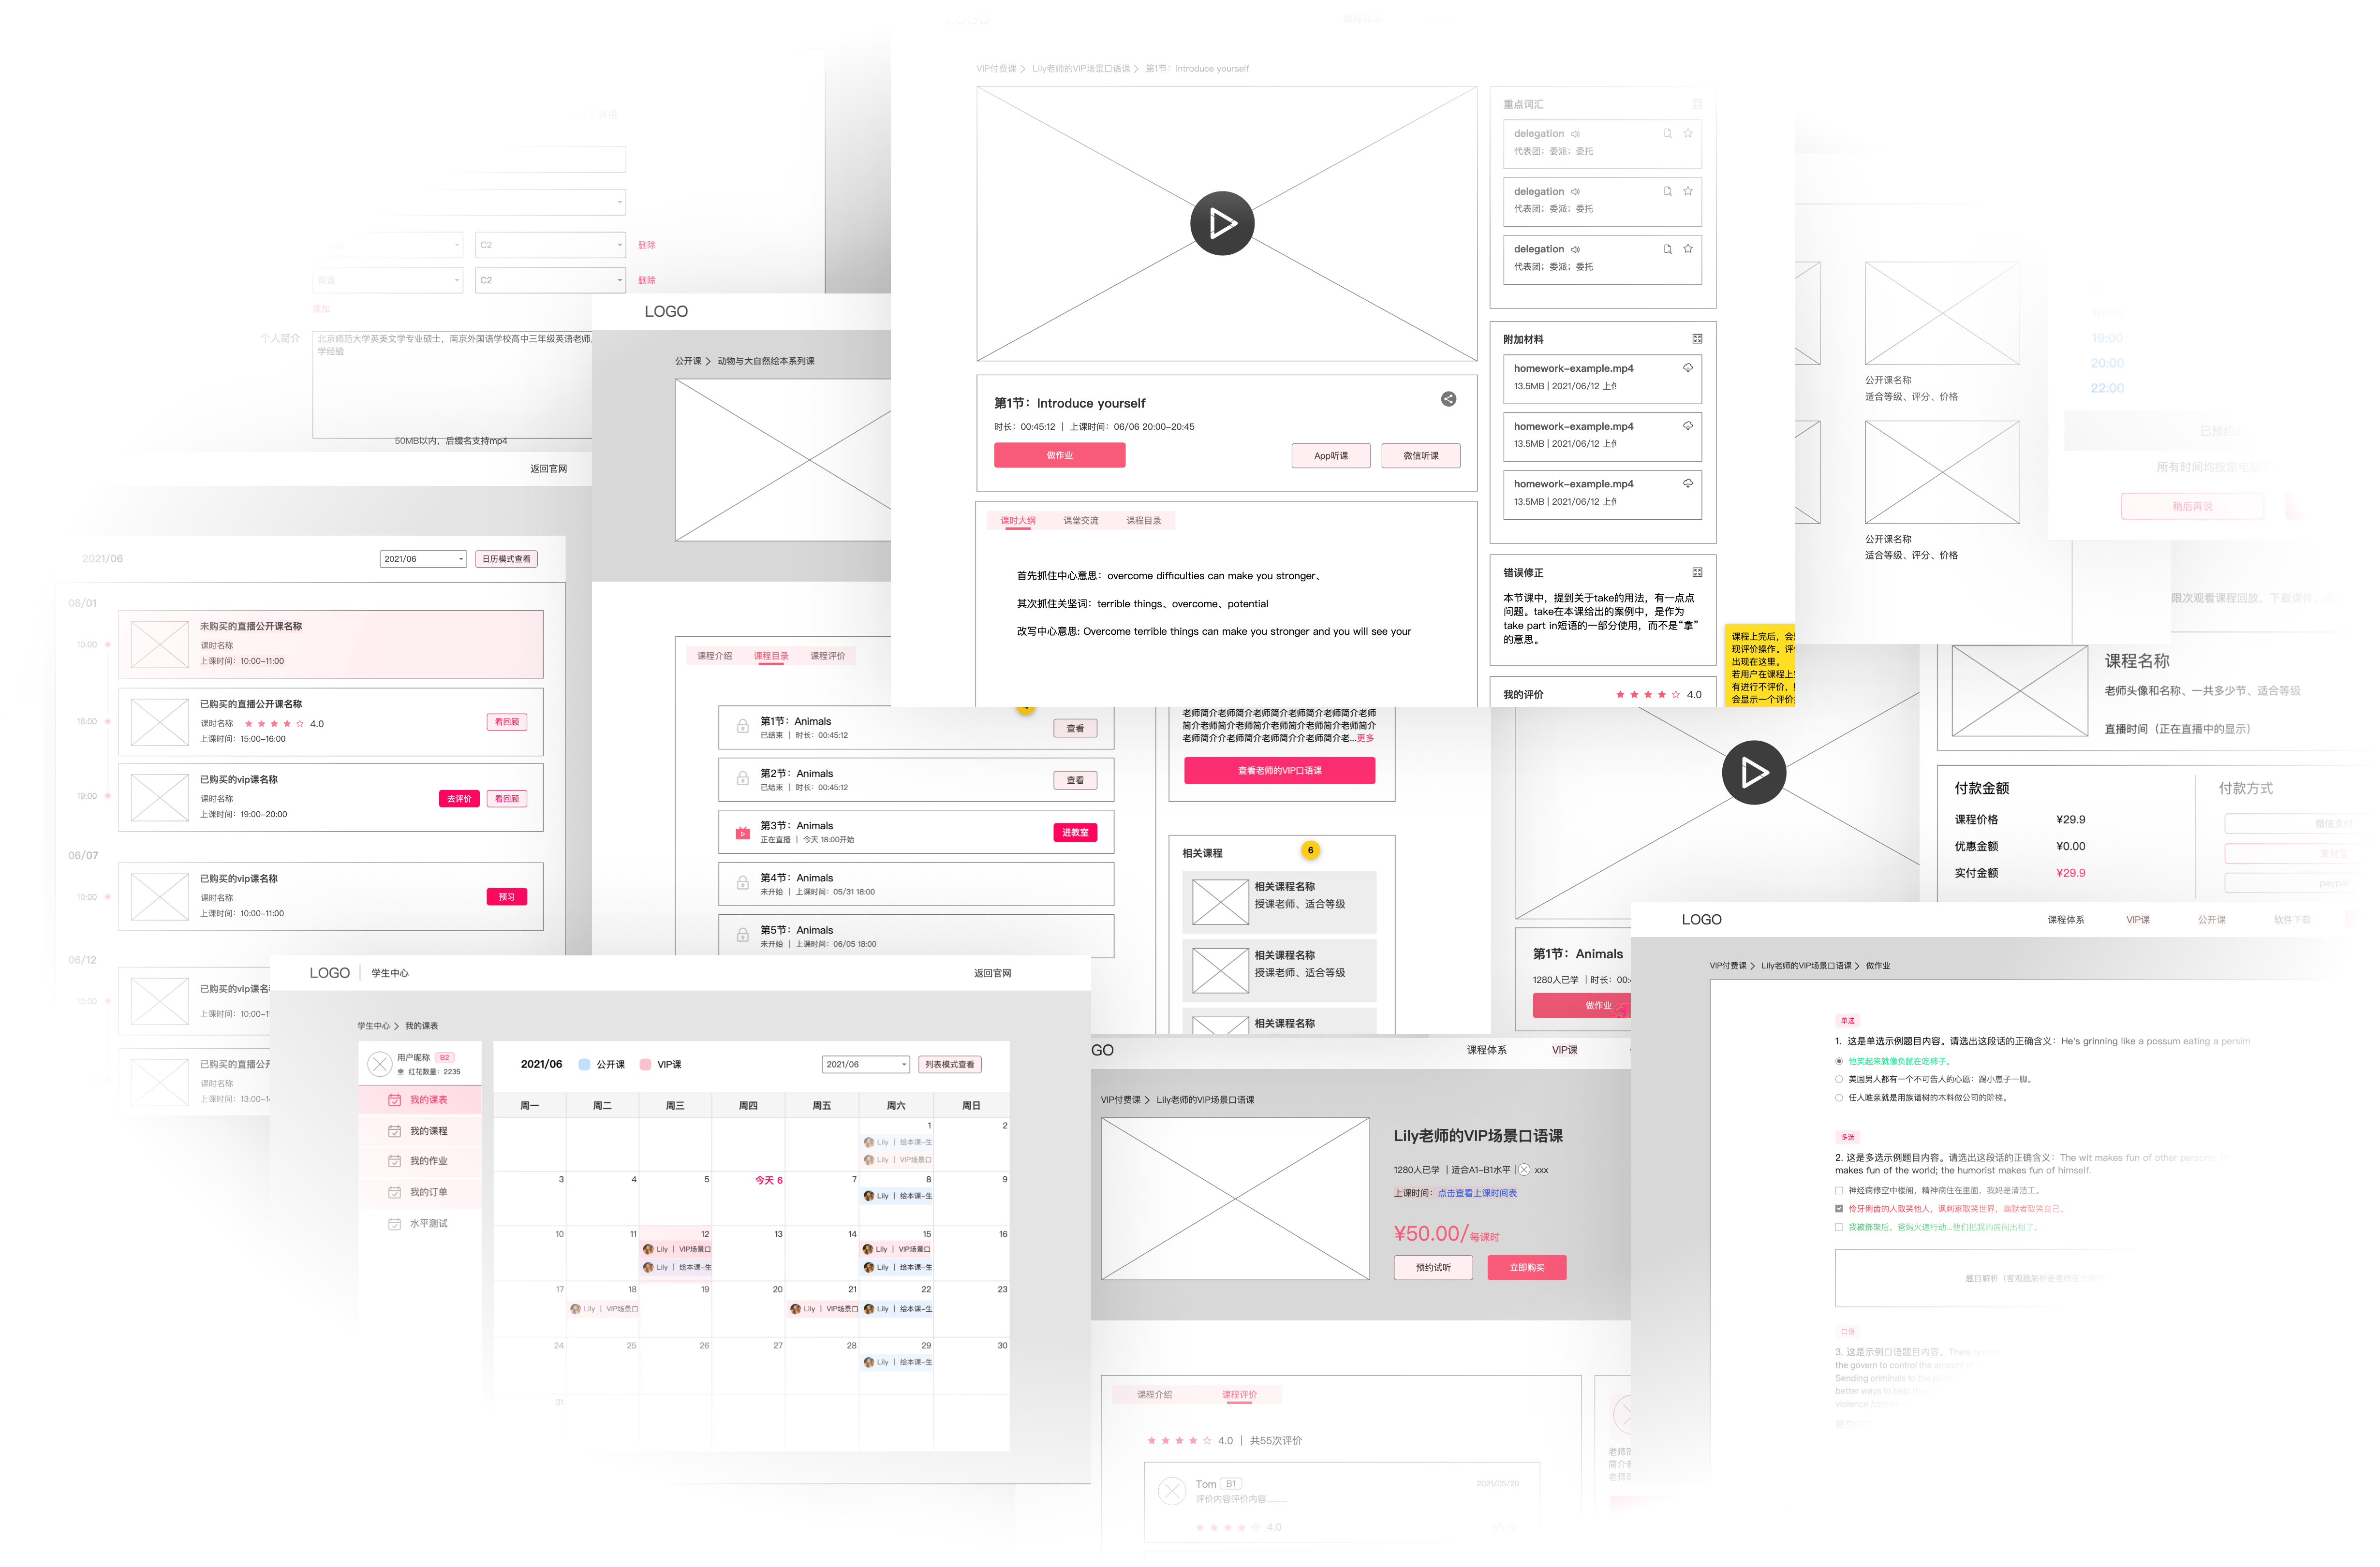 LOGO
课程体系
VIP付费课 > Lily老师的VIP场景口语课 > 第1节：Introduce yourself
重点词汇
delegation
代表团；委派；委托
delegation
代表团；委派；委托
delegation
代表团；委派；委托
附加材料
homework-example.mp4
13.5MB | 2021/06/12 上传
homework-example.mp4
13.5MB | 2021/06/12 上传
homework-example.mp4
13.5MB | 2021/06/12 上传
第1节：Introduce yourself
时长：00:45:12 | 上课时间：06/06 20:00-20:45
做作业
App听课
微信听课
课时大纲 课堂交流 课程目录
首先抓住中心意思：overcome difficulties can make you stronger、
其次抓住关坚词：terrible things、overcome、potential
改写中心意思: Overcome terrible things can make you stronger and you will see your
错误修正
本节课中，提到关于take的用法，有一点点
问题。take在本课给出的案例中，是作为
take part in短语的一部分使用，而不是“拿”
的意思。
我的评价 4.0
课程上完后，会
现评价操作。评
出现在这里。
若用户在课程上
有进行不评价，
会显示一个评价
C2 删除
英语 C2 删除
添加
个人简介
北京师范大学英美文学专业硕士，南京外国语学校高中三年级英语老师
学经验
50MB以内，后缀名支持mp4
返回官网
2021/06
2021/06
日历模式查看
06/01
10:00
未购买的直播公开课名称
课时名称
上课时间：10:00-11:00
16:00
已购买的直播公开课名称
课时名称 4.0
上课时间：15:00-16:00
看回顾
19:00
已购买的vip课名称
课时名称
上课时间：19:00-20:00
去评价
看回顾
06/07
10:00
已购买的vip课名称
课时名称
上课时间：10:00-11:00
预习
06/12
10:00
已购买的vip课名
上课时间：10:00-1
已购买的直播公开
课时名称
上课时间：13:00-1
LOGO
公开课 > 动物与大自然绘本系列课
课程介绍 课程目录 课程评价
第1节：Animals
已结束 | 时长：00:45:12
查看
第2节：Animals
已结束 | 时长：00:45:12
查看
第3节：Animals
正在直播 | 今天 18:00开始
进教室
第4节：Animals
未开始 | 上课时间：05/31 18:00
第5节：Animals
未开始 | 上课时间：06/05 18:00
老师简介老师简介老师简介老师简介老师简介老师
简介老师简介老师简介老师简介老师简介老师简介
老师简介介老师简介老师简介介老师简介老...更多
查看老师的VIP口语课
相关课程
6
相关课程名称
授课老师、适合等级
相关课程名称
授课老师、适合等级
相关课程名称
公开课名称
适合等级、评分、价格
公开课名称
适合等级、评分、价格
19:00
20:00
22:00
已预约
所有时间均按您电脑
稍后再说
限次观看课程回放，下载课件
第1节：Animals
1280人已学 | 时长：00:
做作业
课程名称
老师头像和名称、一共多少节、适合等级
直播时间（正在直播中的显示）
付款金额
课程价格 ¥29.9
优惠金额 ¥0.00
实付金额 ¥29.9
付款方式
微信支付
支付宝
paypal
LOGO | 学生中心
返回官网
学生中心 > 我的课表
用户昵称 B2
红花数量：2235
我的课表
我的课程
我的作业
我的订单
水平测试
2021/06 公开课 VIP课
2021/06
列表模式查看
周一 周二 周三 周四 周五 周六 周日
1 2
Lily | 绘本课-生
Lily | VIP场景口
3 4 5 今天 6 7 8 9
Lily | 绘本课-生
10 11 12 13 14 15 16
Lily | VIP场景口 Lily | VIP场景口
Lily | 绘本课-生 Lily | 绘本课-生
17 18 19 20 21 22 23
Lily | VIP场景口 Lily | VIP场景口 Lily | 绘本课-生
24 25 26 27 28 29 30
Lily | 绘本课-生
31
GO
课程体系 VIP课
VIP付费课 > Lily老师的VIP场景口语课
Lily老师的VIP场景口语课
1280人已学 | 适合A1-B1水平 | xxx
上课时间：点击查看上课时间表
¥50.00/每课时
预约试听
立即购买
课程介绍 课程评价
4.0 | 共55次评价
Tom B1
2021/05/20
评价内容评价内容........
4.0
老师简
简介老
老师简
LOGO
课程体系 VIP课 公开课 软件下载
VIP付费课 > Lily老师的VIP场景口语课 > 做作业
单选
1. 这是单选示例题目内容。请选出这段话的正确含义：He's grinning like a possum eating a persim
他笑起来就像负鼠在吃柿子。
美国男人都有一个不可告人的心愿：踢小崽子一脚。
任人唯亲就是用族谱树的木料做公司的阶梯。
多选
2. 这是多选示例题目内容。请选出这段话的正确含义：The wit makes fun of other persons;
makes fun of the world; the humorist makes fun of himself.
神经病修空中楼阁，精神病住在里面，我妈是清洁工。
伶牙俐齿的人取笑他人，讽刺家取笑世界，幽默者取笑自己。
我被绑架后，爸妈火速行动...他们把我的房间出租了。
题目解析（客观题解析是老师在
口语
3. 这是示例口语题目内容。There is
the govern to control the amount
Sending criminals to the
better ways to help
violence